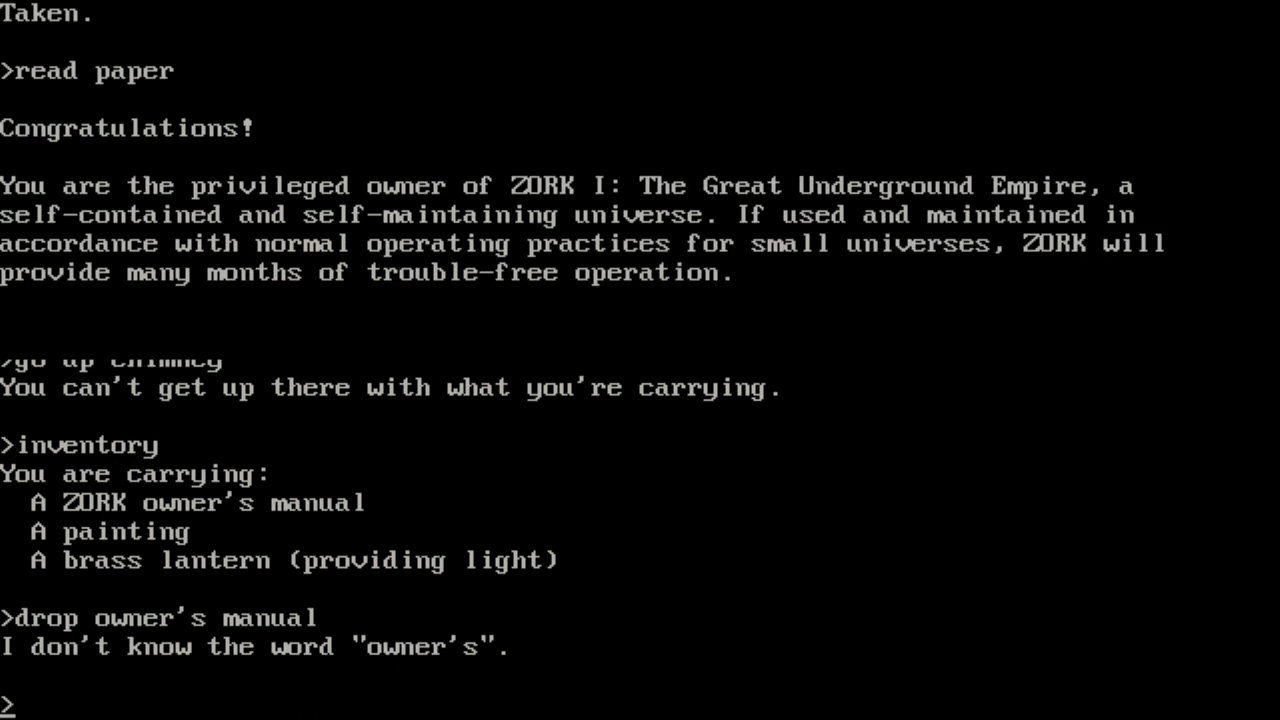 Taken.
>read paper
Congratulations!
You are the privileged owner of ZORK I: The Great Underground Empire, a
self-contained and self-maintaining universe. If used and maintained in
accordance with normal operating practices for small universes, ZORK will
provide many months of trouble-free operation.
>go up chimney
You can't get up there with what you're carrying.
>inventory
You are carrying:
A ZORK owner's manual
A painting
A brass lantern (providing light)
>drop owner's manual
I don't know the word "owner's".
>